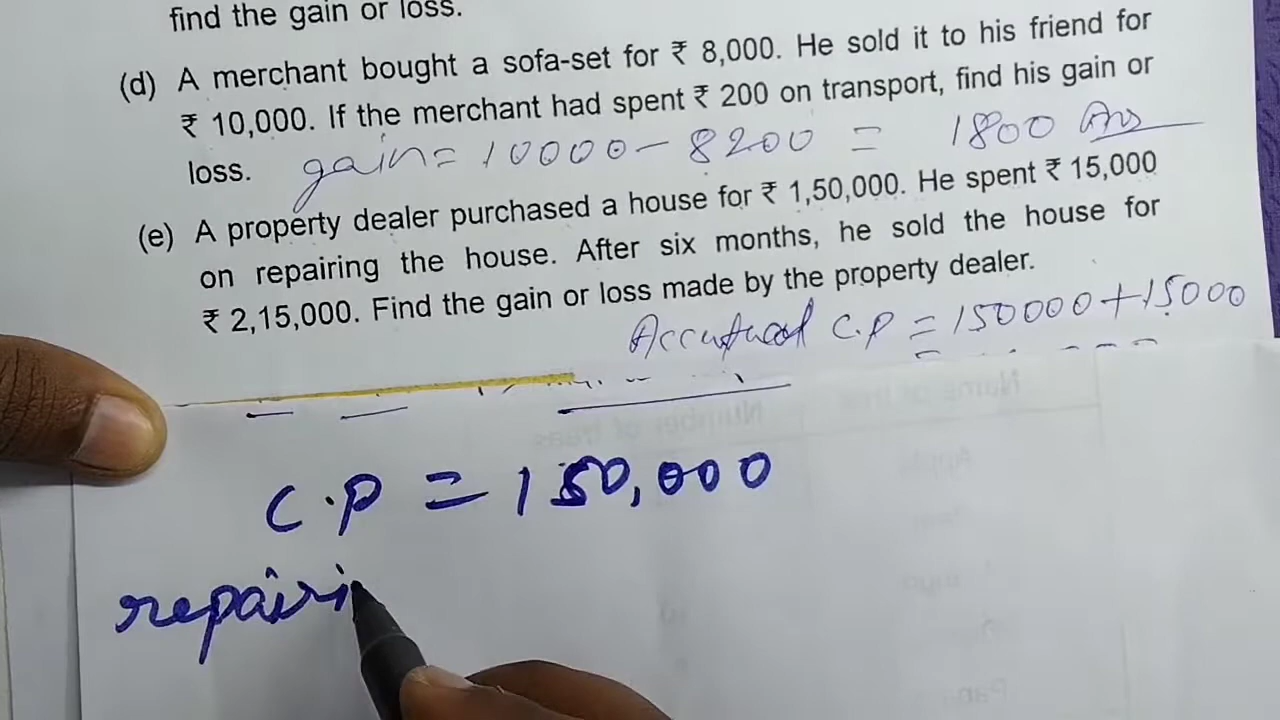 find the gain or loss.
(d) A merchant bought a sofa-set for ₹ 8,000. He sold it to his friend for
₹ 10,000. If the merchant had spent ₹ 200 on transport, find his gain or
loss. gain = 10000 - 8200 = 1800 Ans
(e) A property dealer purchased a house for ₹ 1,50,000. He spent ₹ 15,000
on repairing the house. After six months, he sold the house for
₹ 2,15,000. Find the gain or loss made by the property dealer.
C.P = 150000 + 15000
C.P = 150,000
repairi